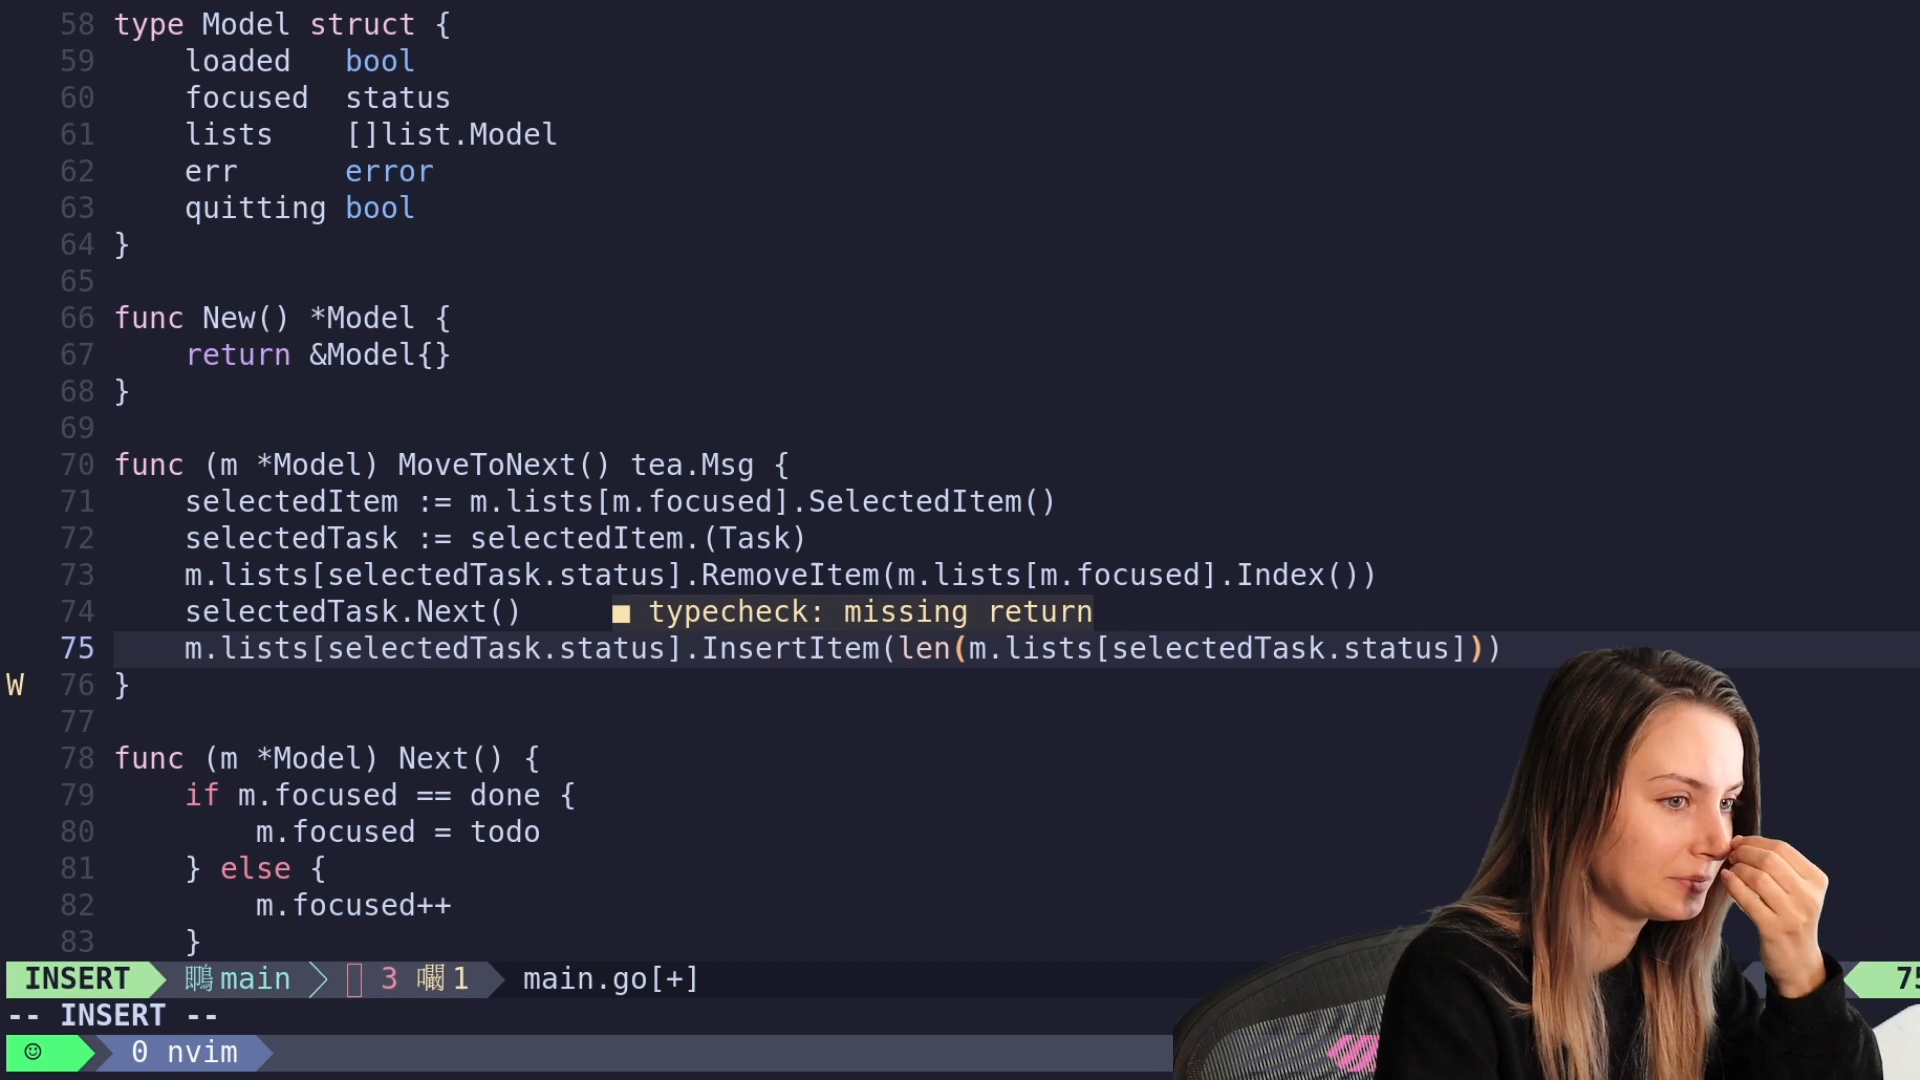 58 type Model struct {
59 loaded bool
60 focused status
61 lists []list.Model
62 err error
63 quitting bool
64 }
65
66 func New() *Model {
67 return &Model{}
68 }
69
70 func (m *Model) MoveToNext() tea.Msg {
71 selectedItem := m.lists[m.focused].SelectedItem()
72 selectedTask := selectedItem.(Task)
73 m.lists[selectedTask.status].RemoveItem(m.lists[m.focused].Index())
74 selectedTask.Next() ■ typecheck: missing return
75 m.lists[selectedTask.status].InsertItem(len(m.lists[selectedTask.status]))
W 76 }
77
78 func (m *Model) Next() {
79 if m.focused == done {
80 m.focused = todo
81 } else {
82 m.focused++
83 }
INSERT main 3 1 main.go[+] 75
-- INSERT --
0 nvim